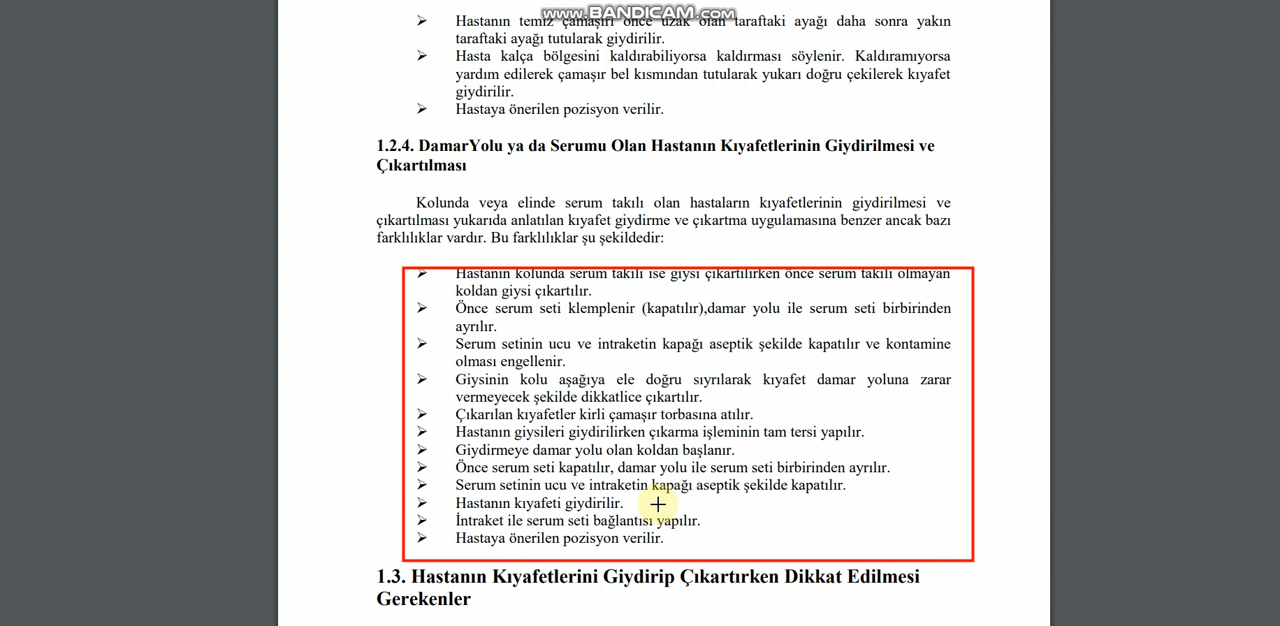 www.BANDICAM.com
➢ Hastanın temiz çamaşırı önce uzak olan taraftaki ayağı daha sonra yakın
taraftaki ayağı tutularak giydirilir.
➢ Hasta kalça bölgesini kaldırabiliyorsa kaldırması söylenir. Kaldıramıyorsa
yardım edilerek çamaşır bel kısmından tutularak yukarı doğru çekilerek kıyafet
giydirilir.
➢ Hastaya önerilen pozisyon verilir.
1.2.4. DamarYolu ya da Serumu Olan Hastanın Kıyafetlerinin Giydirilmesi ve
Çıkartılması
Kolunda veya elinde serum takılı olan hastaların kıyafetlerinin giydirilmesi ve
çıkartılması yukarıda anlatılan kıyafet giydirme ve çıkartma uygulamasına benzer ancak bazı
farklılıklar vardır. Bu farklılıklar şu şekildedir:
➢ Hastanın kolunda serum takılı ise giysi çıkartılırken önce serum takılı olmayan
koldan giysi çıkartılır.
➢ Önce serum seti klemplenir (kapatılır),damar yolu ile serum seti birbirinden
ayrılır.
➢ Serum setinin ucu ve intraketin kapağı aseptik şekilde kapatılır ve kontamine
olması engellenir.
➢ Giysinin kolu aşağıya ele doğru sıyrılarak kıyafet damar yoluna zarar
vermeyecek şekilde dikkatlice çıkartılır.
➢ Çıkarılan kıyafetler kirli çamaşır torbasına atılır.
➢ Hastanın giysileri giydirilirken çıkarma işleminin tam tersi yapılır.
➢ Giydirmeye damar yolu olan koldan başlanır.
➢ Önce serum seti kapatılır, damar yolu ile serum seti birbirinden ayrılır.
➢ Serum setinin ucu ve intraketin kapağı aseptik şekilde kapatılır.
➢ Hastanın kıyafeti giydirilir.
➢ İntraket ile serum seti bağlantısı yapılır.
➢ Hastaya önerilen pozisyon verilir.
1.3. Hastanın Kıyafetlerini Giydirip Çıkartırken Dikkat Edilmesi
Gerekenler